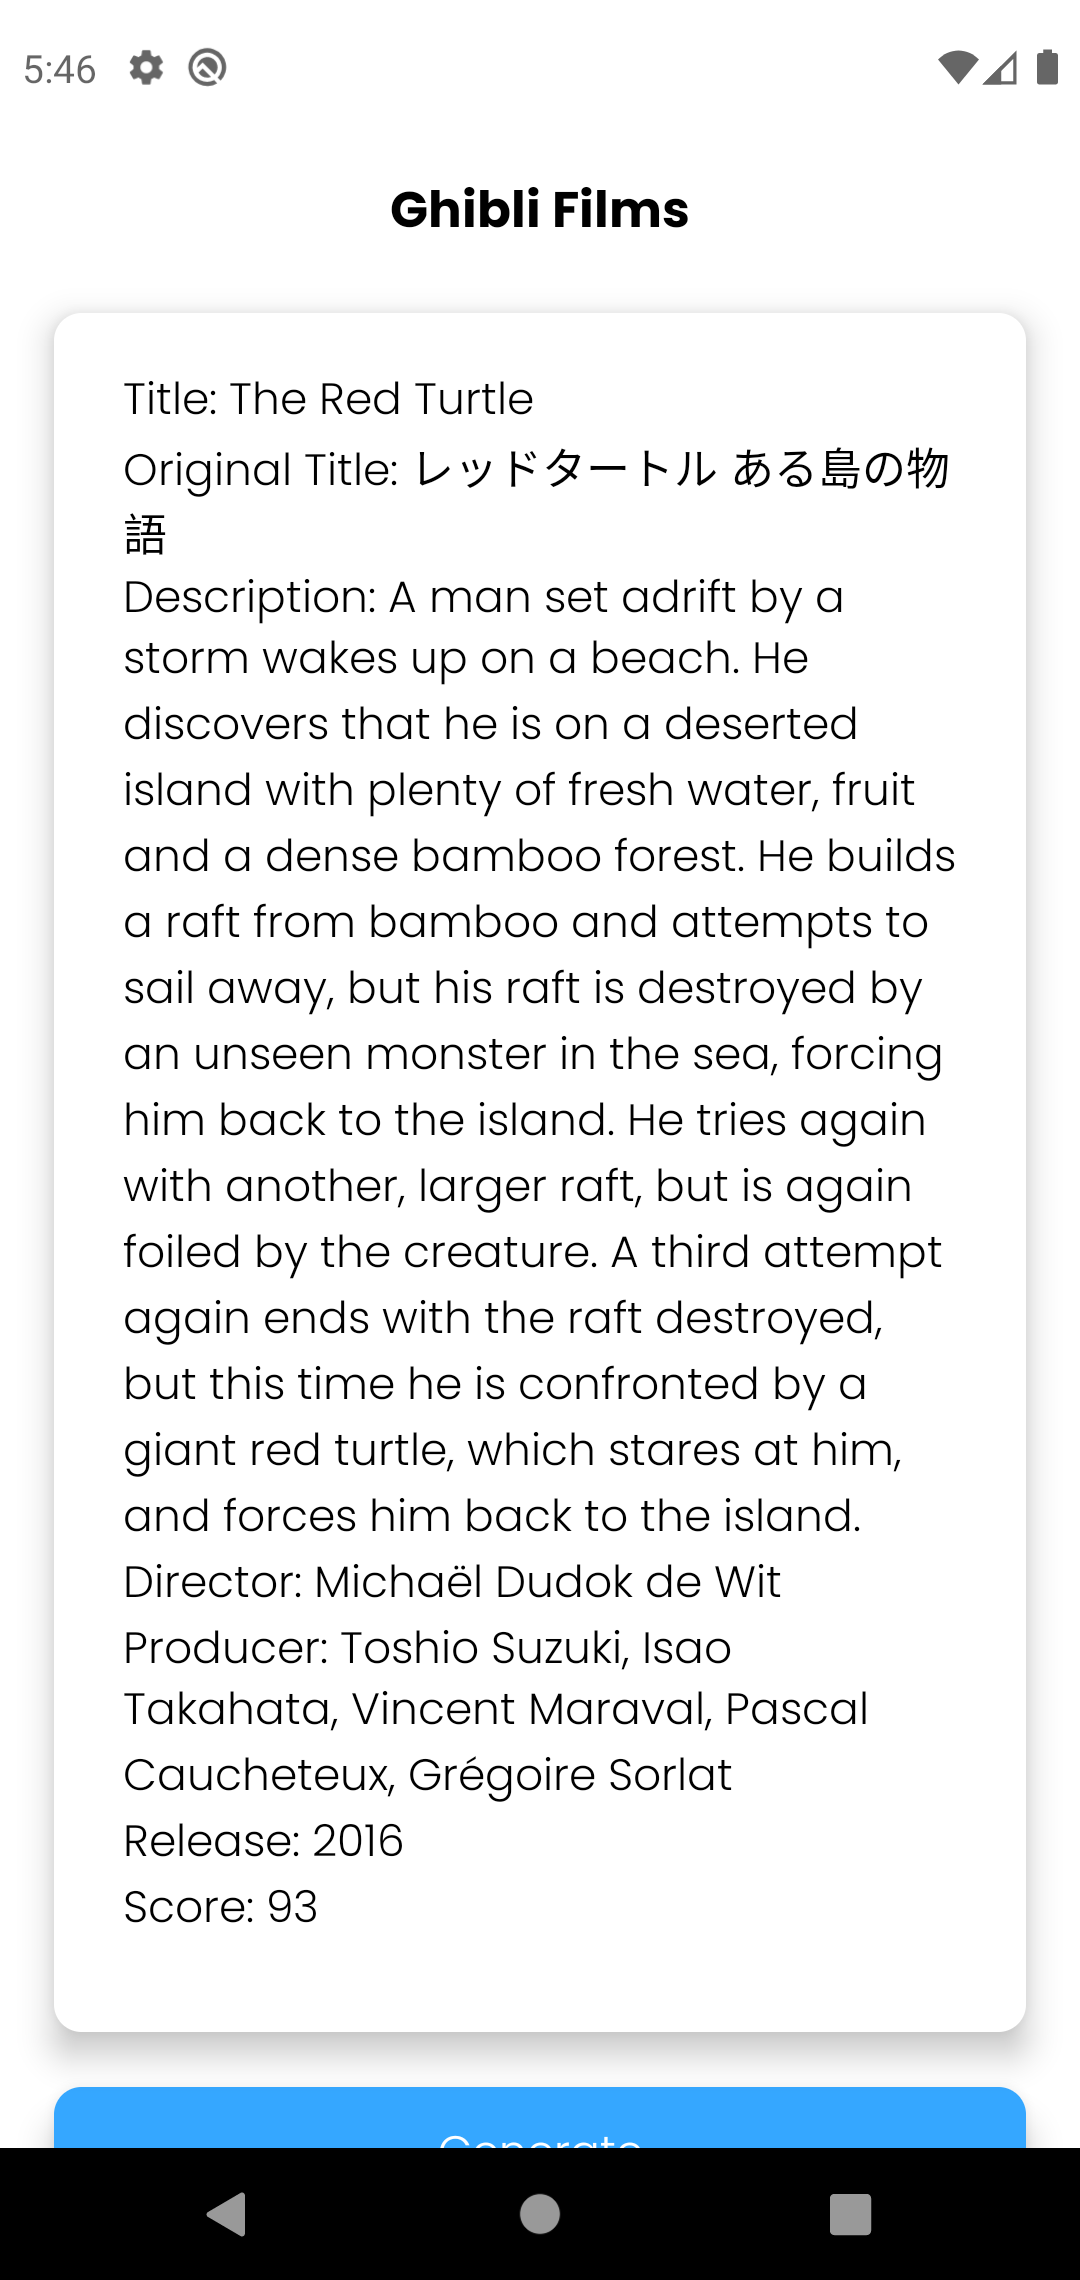 5:46
Ghibli Films
Title: The Red Turtle
Original Title: レッドタートル ある島の物
語
Description: A man set adrift by a
storm wakes up on a beach. He
discovers that he is on a deserted
island with plenty of fresh water, fruit
and a dense bamboo forest. He builds
a raft from bamboo and attempts to
sail away, but his raft is destroyed by
an unseen monster in the sea, forcing
him back to the island. He tries again
with another, larger raft, but is again
foiled by the creature. A third attempt
again ends with the raft destroyed,
but this time he is confronted by a
giant red turtle, which stares at him,
and forces him back to the island.
Director: Michaël Dudok de Wit
Producer: Toshio Suzuki, Isao
Takahata, Vincent Maraval, Pascal
Caucheteux, Grégoire Sorlat
Release: 2016
Score: 93
Generate